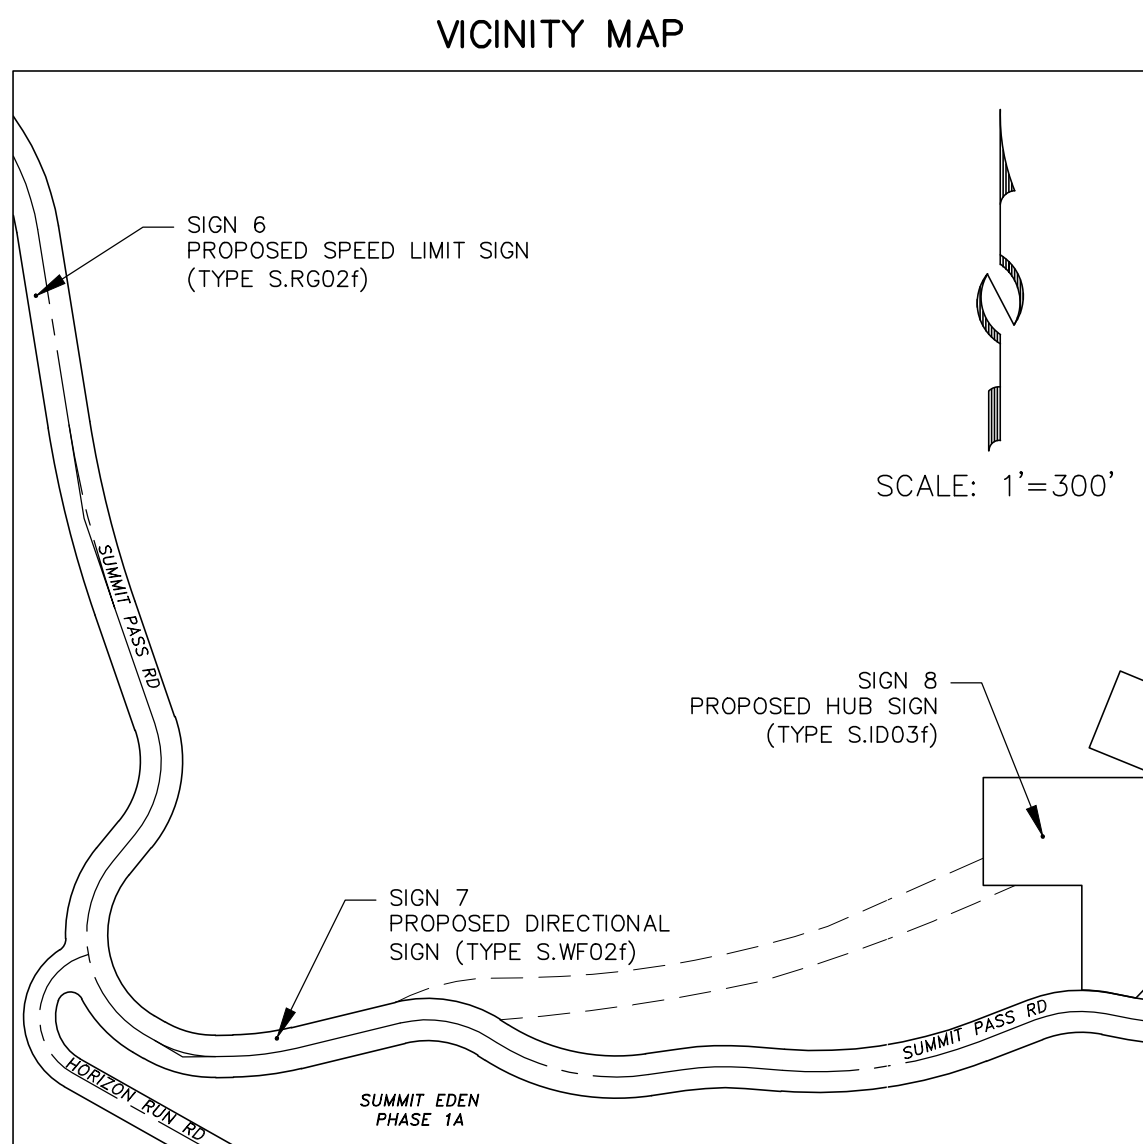 VICINITY MAP
SIGN 6
PROPOSED SPEED LIMIT SIGN
(TYPE S.RG02f)
SCALE: 1'=300'
SUMMIT PASS RD
SIGN 8
PROPOSED HUB SIGN
(TYPE S.ID03f)
SIGN 7
PROPOSED DIRECTIONAL
SIGN (TYPE S.WF02f)
SUMMIT PASS RD
HORIZON RUN RD
SUMMIT EDEN
PHASE 1A